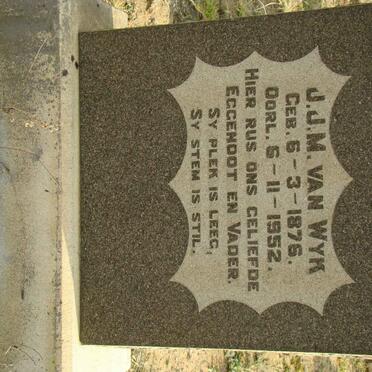 J.J.M. VAN WYK
GEB. 6-3-1876.
OORL. 6-11-1952.
HIER RUS ONS GELIEFDE
EGGENOOT EN VADER.
SY PLEK IS LEEG;
SY STEM IS STIL.